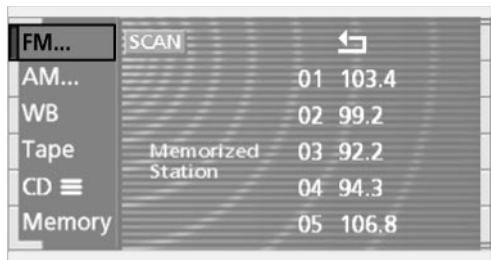 FM... SCAN
AM... 01 103.4
WB 02 99.2
Tape Memorized 03 92.2
Station
CD 04 94.3
Memory 05 106.8